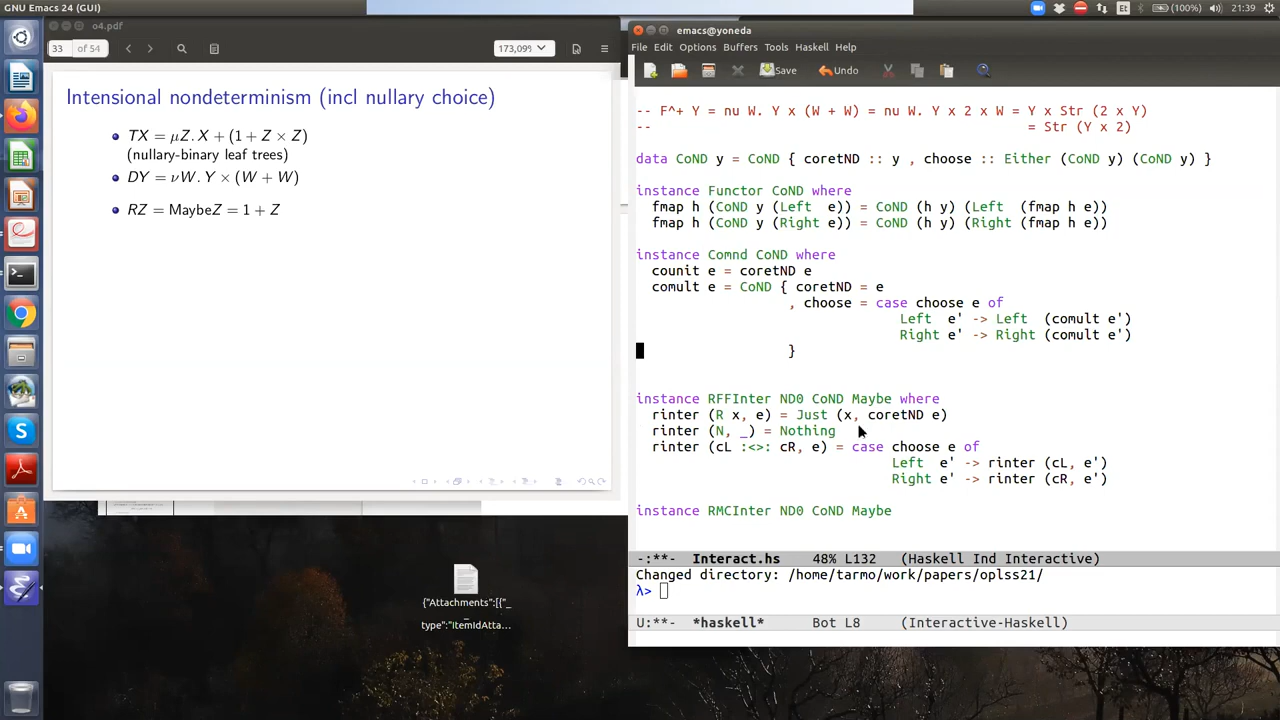 GNU Emacs 24 (GUI)
Et
(100%)
21:39
o4.pdf
33 of 54
173,09%
Intensional nondeterminism (incl nullary choice)
TX = μZ. X + (1 + Z × Z)
(nullary-binary leaf trees)
DY = νW. Y × (W + W)
RZ = MaybeZ = 1 + Z
{"Attachments":[{"_
_
type":"ItemIdAtta...
emacs@yoneda
File Edit Options Buffers Tools Haskell Help
Save Undo
-- F^+ Y = nu W. Y x (W + W) = nu W. Y x 2 x W = Y x Str (2 x Y)
-- = Str (Y x 2)
data CoND y = CoND { coretND :: y , choose :: Either (CoND y) (CoND y) }
instance Functor CoND where
fmap h (CoND y (Left e)) = CoND (h y) (Left (fmap h e))
fmap h (CoND y (Right e)) = CoND (h y) (Right (fmap h e))
instance Comnd CoND where
counit e = coretND e
comult e = CoND { coretND = e
, choose = case choose e of
Left e' -> Left (comult e')
Right e' -> Right (comult e')
}
instance RFFInter ND0 CoND Maybe where
rinter (R x, e) = Just (x, coretND e)
rinter (N, _) = Nothing
rinter (cL :<>: cR, e) = case choose e of
Left e' -> rinter (cL, e')
Right e' -> rinter (cR, e')
instance RMCInter ND0 CoND Maybe
-:**- Interact.hs 48% L132 (Haskell Ind Interactive)
Changed directory: /home/tarmo/work/papers/oplss21/
λ>
U:**- *haskell* Bot L8 (Interactive-Haskell)